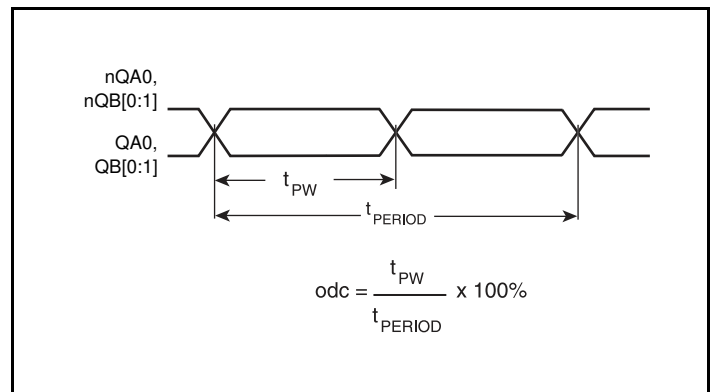 nQA0,
nQB[0:1]
QA0,
QB[0:1]
tPW
tPERIOD
odc = tPW / tPERIOD x 100%